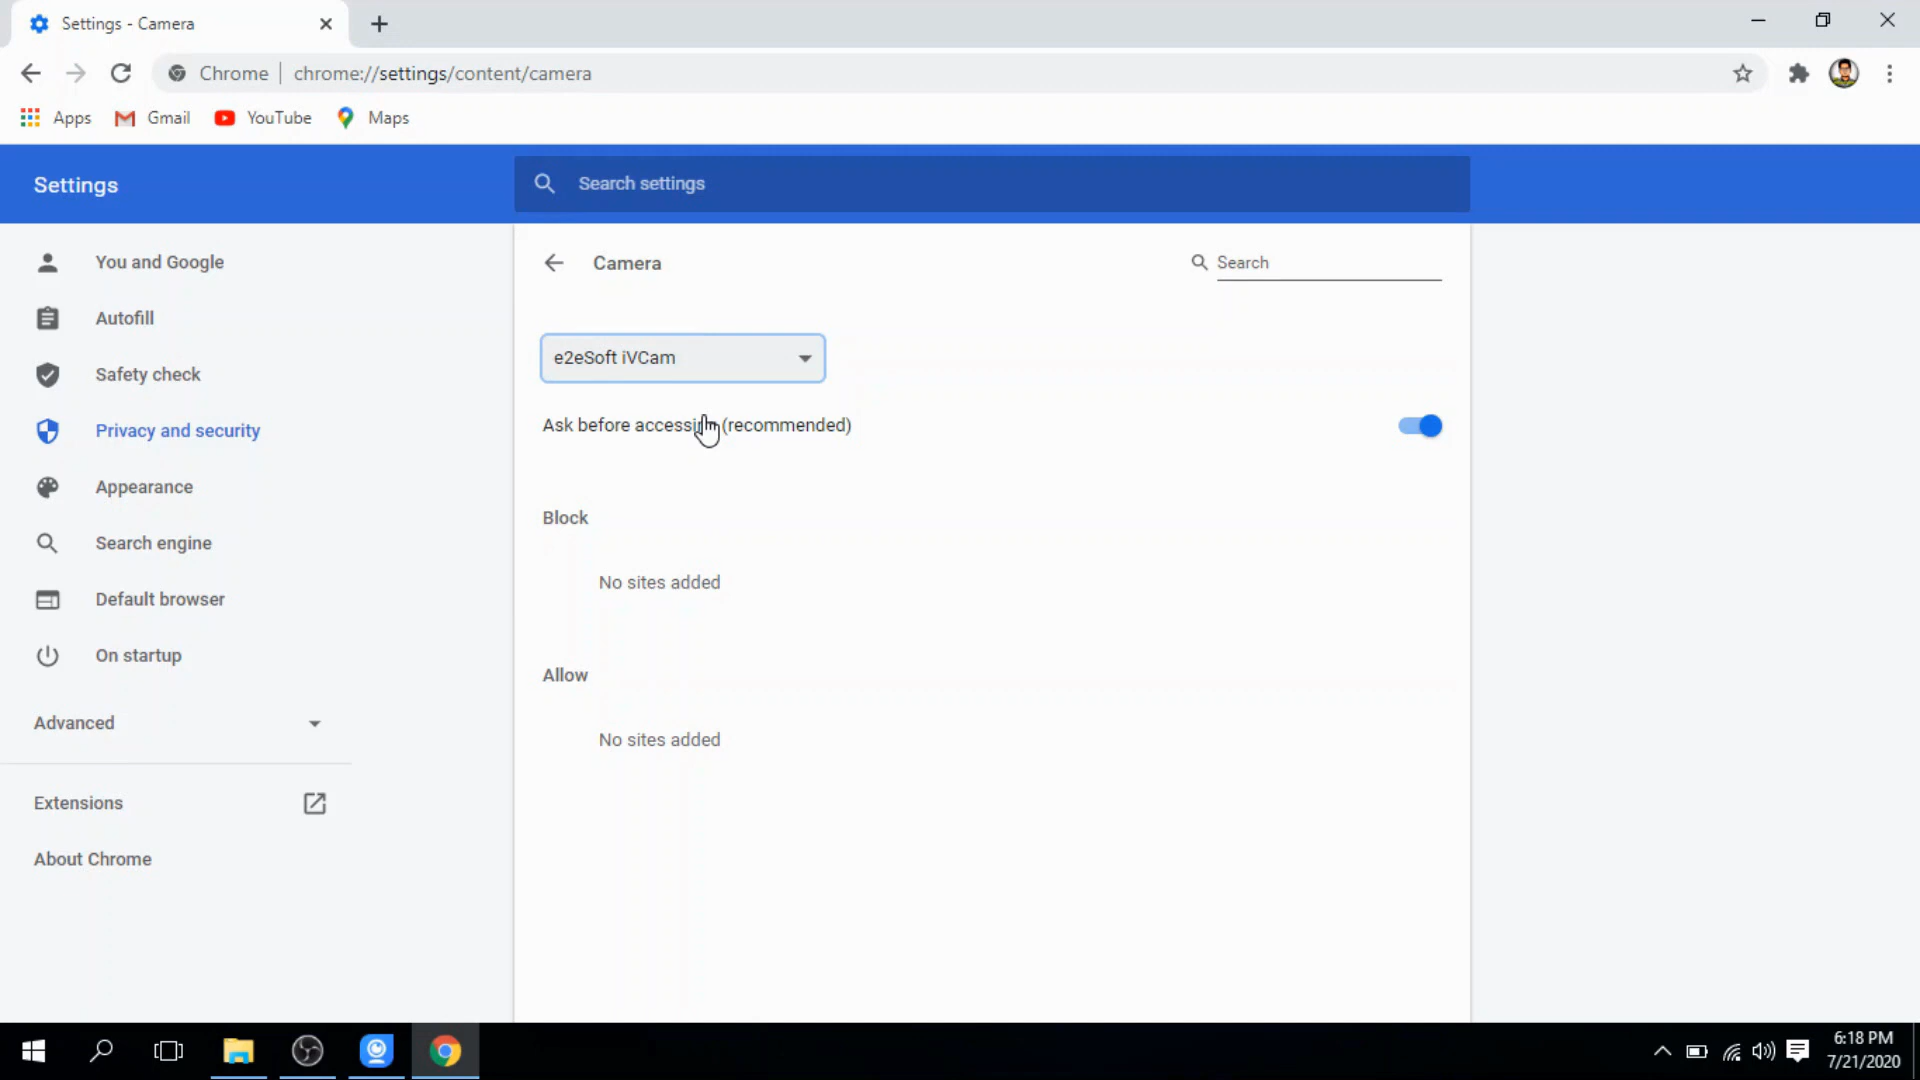 Settings - Camera
Chrome
chrome://settings/content/camera
Apps
Gmail
YouTube
Maps
Settings
Search settings
You and Google
Autofill
Safety check
Privacy and security
Appearance
Search engine
Default browser
On startup
Advanced
Extensions
About Chrome
Camera
Search
e2eSoft iVCam
Ask before accessin (recommended)
Block
No sites added
Allow
No sites added
6:18 PM
7/21/2020